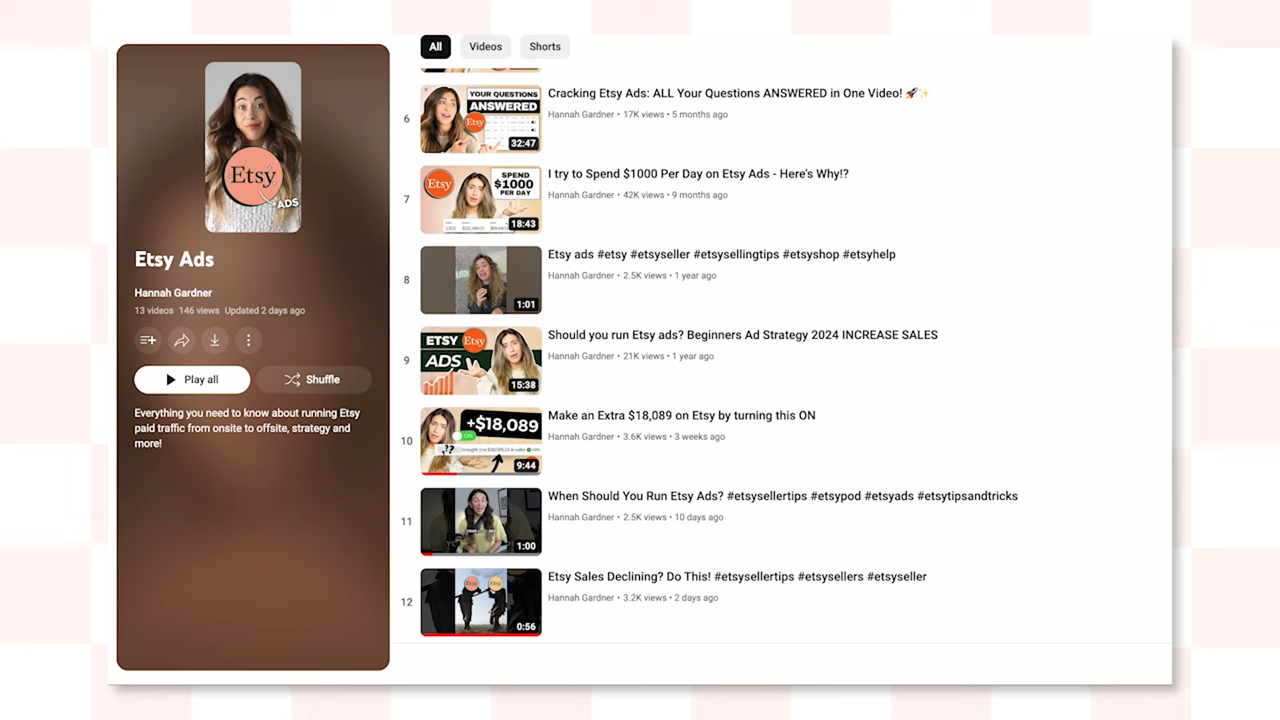 All
Videos
Shorts
Etsy
ADS
Etsy Ads
Hannah Gardner
13 videos 146 views Updated 2 days ago
Play all
Shuffle
Everything you need to know about running Etsy
paid traffic from onsite to offsite, strategy and
more!
6
YOUR QUESTIONS
ANSWERED
Etsy
32:47
Cracking Etsy Ads: ALL Your Questions ANSWERED in One Video! 🚀✨
Hannah Gardner • 17K views • 5 months ago
7
Etsy
SPEND
$1000
PER DAY
18:43
I try to Spend $1000 Per Day on Etsy Ads - Here's Why!?
Hannah Gardner • 42K views • 9 months ago
8
1:01
Etsy ads #etsy #etsyseller #etsysellingtips #etsyshop #etsyhelp
Hannah Gardner • 2.5K views • 1 year ago
9
ETSY
Etsy
ADS
15:38
Should you run Etsy ads? Beginners Ad Strategy 2024 INCREASE SALES
Hannah Gardner • 21K views • 1 year ago
10
+$18,089
ON
??
9:44
Make an Extra $18,089 on Etsy by turning this ON
Hannah Gardner • 3.6K views • 3 weeks ago
11
1:00
When Should You Run Etsy Ads? #etsysellertips #etsypod #etsyads #etsytipsandtricks
Hannah Gardner • 2.5K views • 10 days ago
12
0:56
Etsy Sales Declining? Do This! #etsysellertips #etsysellers #etsyseller
Hannah Gardner • 3.2K views • 2 days ago